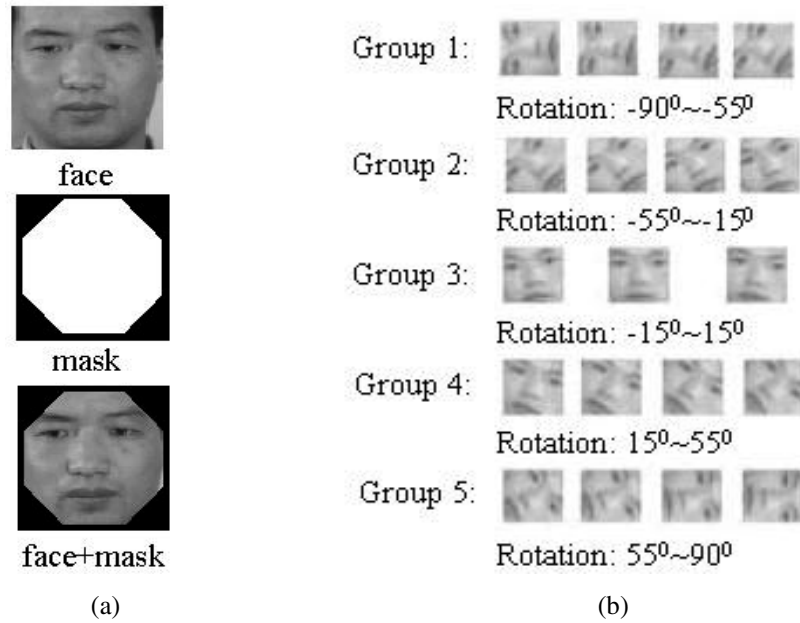 face
mask
face+mask
(a)
Group 1:
Rotation: -90⁰~-55⁰
Group 2:
Rotation: -55⁰~-15⁰
Group 3:
Rotation: -15⁰~15⁰
Group 4:
Rotation: 15⁰~55⁰
Group 5:
Rotation: 55⁰~90⁰
(b)